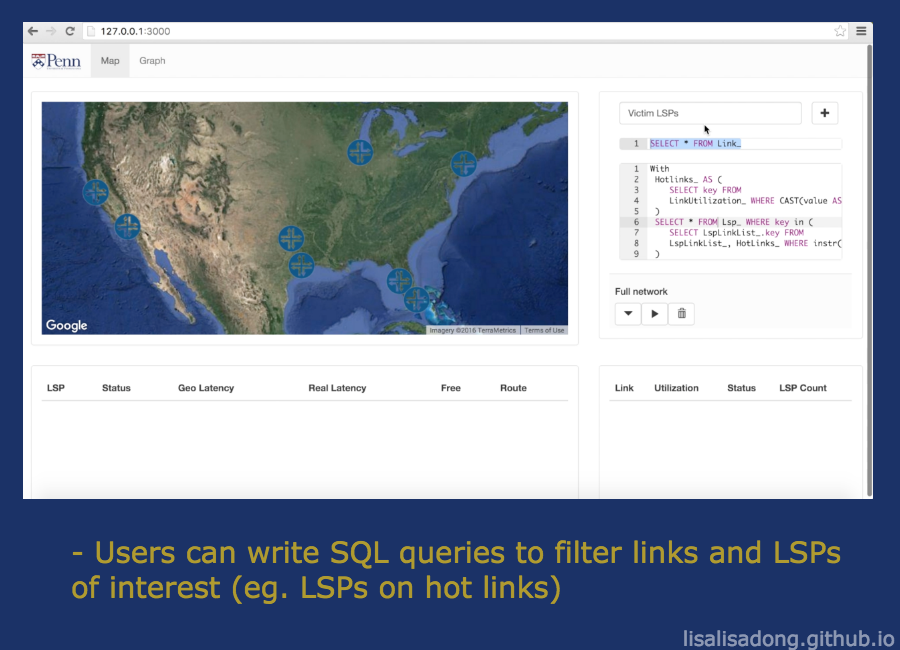 127.0.0.1:3000
Penn
Map
Graph
Google
Imagery ©2016 TerraMetrics
Terms of Use
Victim LSPs
+
1 SELECT * FROM Link_
1 With
2 Hotlinks_ AS (
3 SELECT key FROM
4 LinkUtilization_ WHERE CAST(value AS
5 )
6 SELECT * FROM Lsp_ WHERE key in (
7 SELECT LspLinkList_.key FROM
8 LspLinkList_, HotLinks_ WHERE instr(
9 )
Full network
LSP Status Geo Latency Real Latency Free Route
Link Utilization Status LSP Count
- Users can write SQL queries to filter links and LSPs
of interest (eg. LSPs on hot links)
lisalisadong.github.io